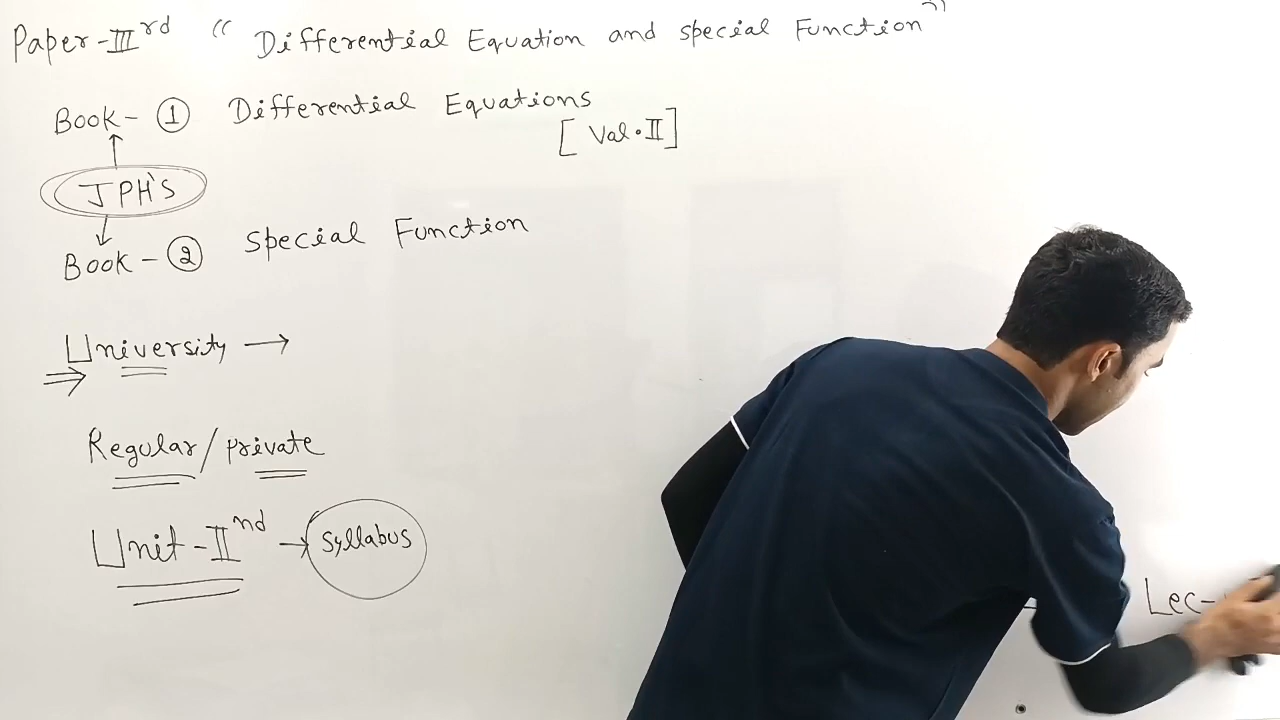 Paper-III rd " Differential Equation and special Function"
Book- ① Differential Equations
[ Val.II ]
JPH'S
Book - ② Special Function
University →
⇒
Regular/private
Unit-II nd → Syllabus
Lec-